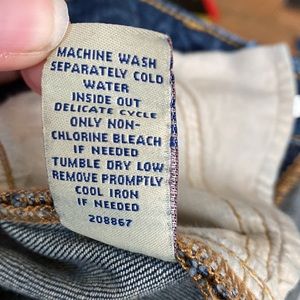 MACHINE WASH
SEPARATELY COLD
WATER
INSIDE OUT
DELICATE CYCLE
ONLY NON-
CHLORINE BLEACH
IF NEEDED
TUMBLE DRY LOW
REMOVE PROMPTLY
COOL IRON
IF NEEDED
208867